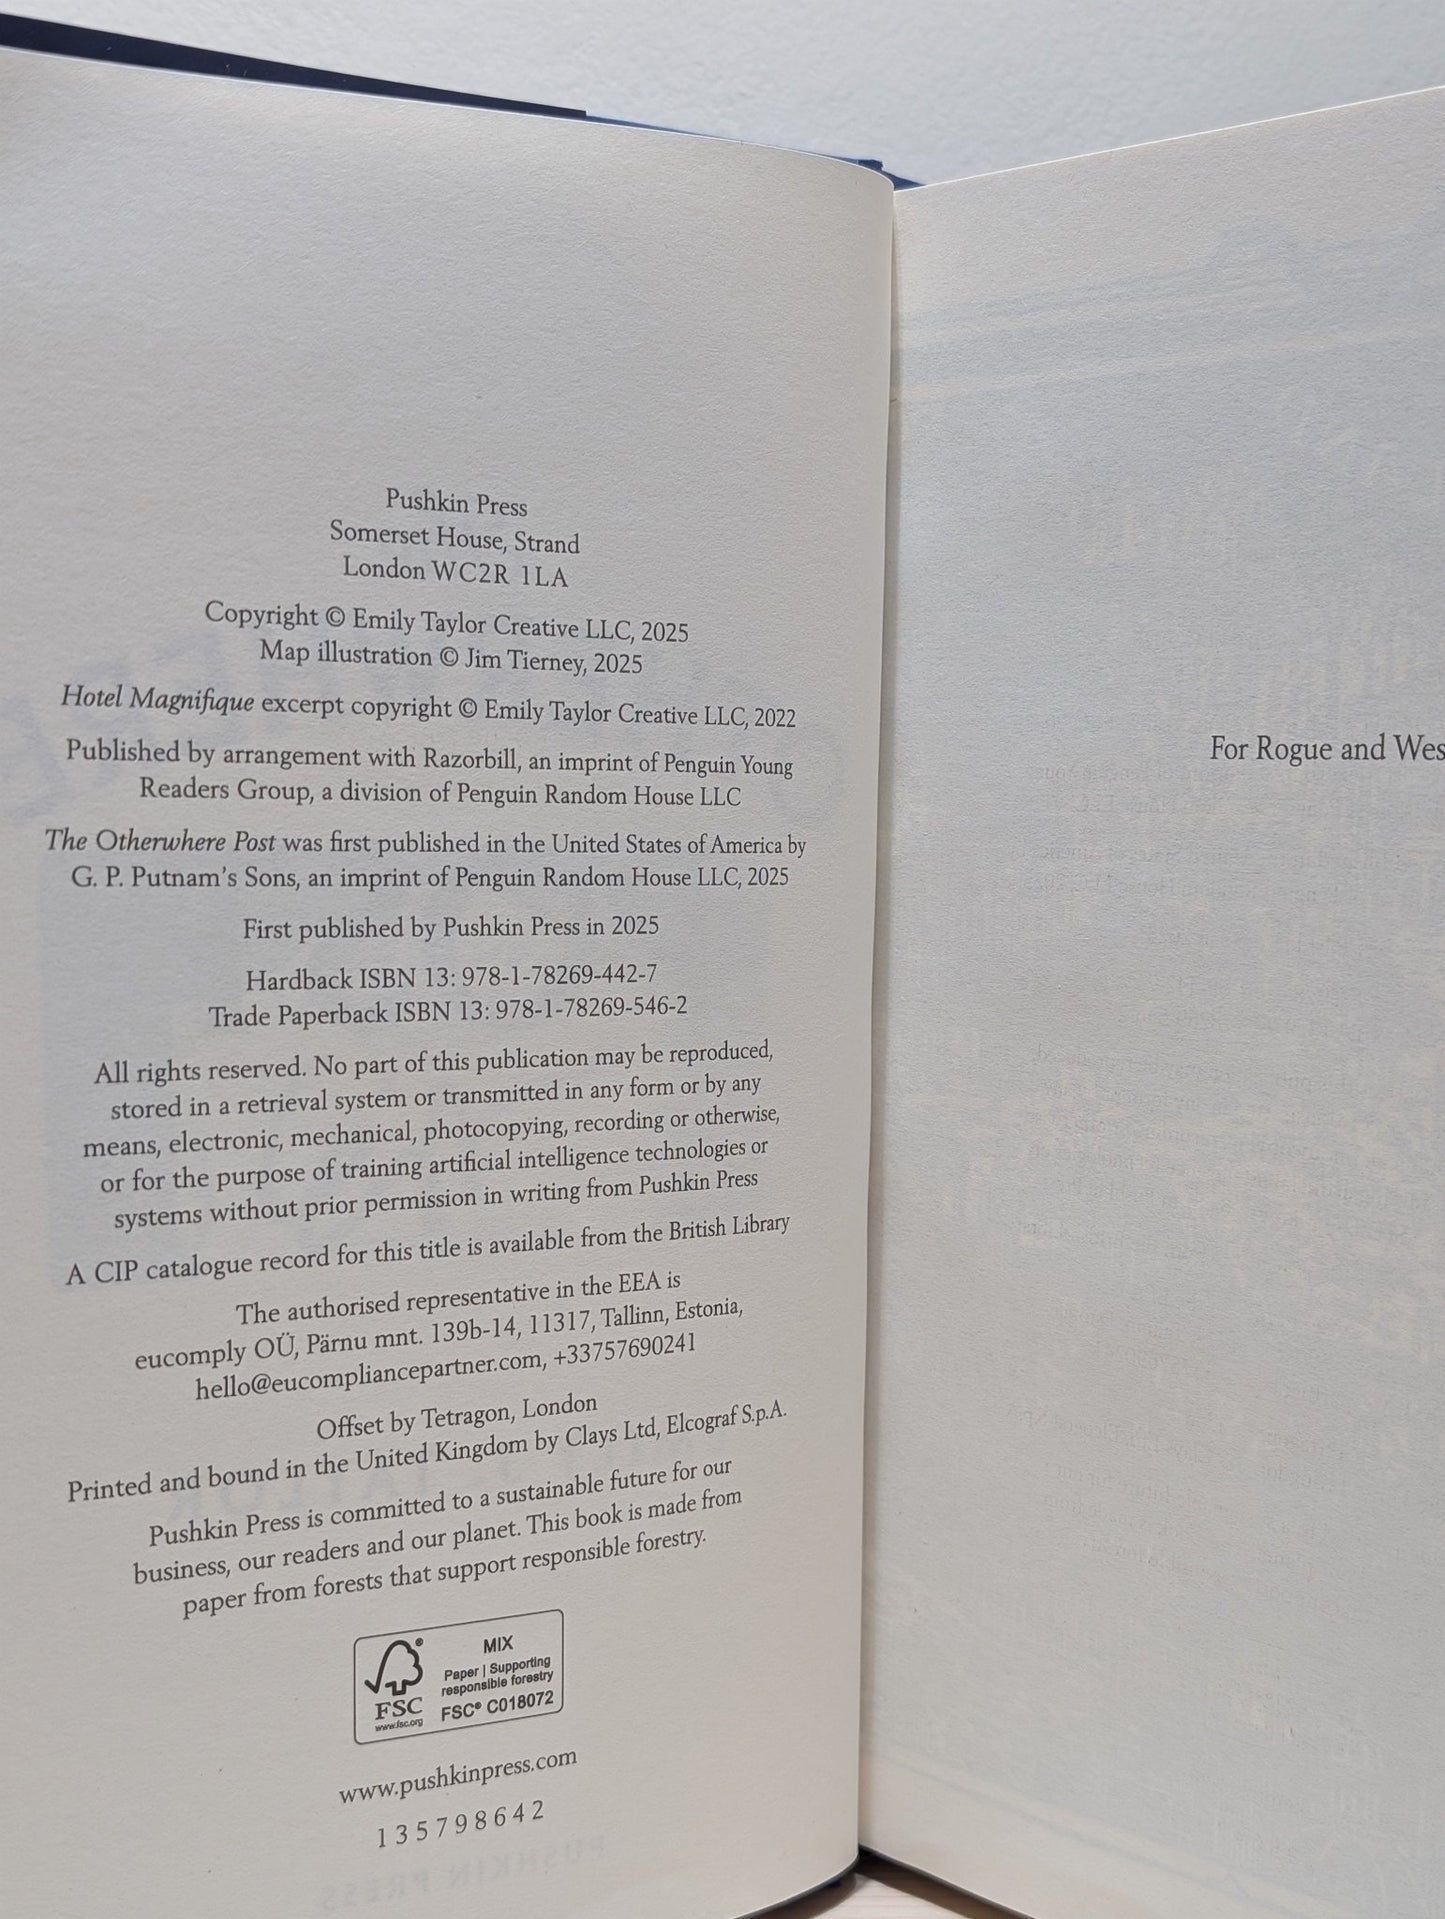 Pushkin Press
Somerset House, Strand
London WC2R 1LA
Copyright © Emily Taylor Creative LLC, 2025
Map illustration © Jim Tierney, 2025
Hotel Magnifique excerpt copyright © Emily Taylor Creative LLC, 2022
Published by arrangement with Razorbill, an imprint of Penguin Young
Readers Group, a division of Penguin Random House LLC
The Otherwhere Post was first published in the United States of America by
G. P. Putnam's Sons, an imprint of Penguin Random House LLC, 2025
First published by Pushkin Press in 2025
Hardback ISBN 13: 978-1-78269-442-7
Trade Paperback ISBN 13: 978-1-78269-546-2
All rights reserved. No part of this publication may be reproduced,
stored in a retrieval system or transmitted in any form or by any
means, electronic, mechanical, photocopying, recording or otherwise,
or for the purpose of training artificial intelligence technologies or
systems without prior permission in writing from Pushkin Press
A CIP catalogue record for this title is available from the British Library
The authorised representative in the EEA is
eucomply OÜ, Pärnu mnt. 139b-14, 11317, Tallinn, Estonia,
hello@eucompliancepartner.com, +33757690241
Offset by Tetragon, London
Printed and bound in the United Kingdom by Clays Ltd, Elcograf S.p.A.
Pushkin Press is committed to a sustainable future for our
business, our readers and our planet. This book is made from
paper from forests that support responsible forestry.
FSC
www.fsc.org
MIX
Paper | Supporting
responsible forestry
FSC® C018072
www.pushkinpress.com
1 3 5 7 9 8 6 4 2
For Rogue and Wes